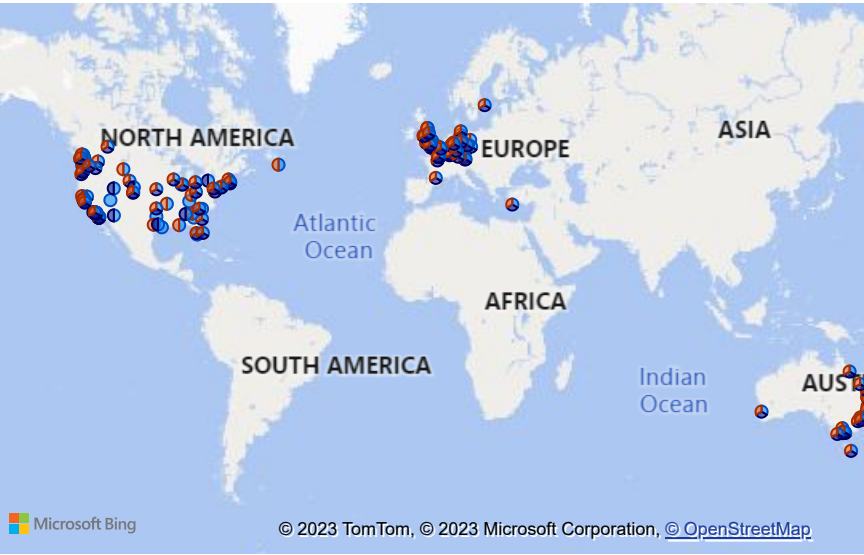 NORTH AMERICA
EUROPE
ASIA
Atlantic
Ocean
AFRICA
SOUTH AMERICA
Indian
Ocean
AUST
Microsoft Bing
© 2023 TomTom, © 2023 Microsoft Corporation, © OpenStreetMap